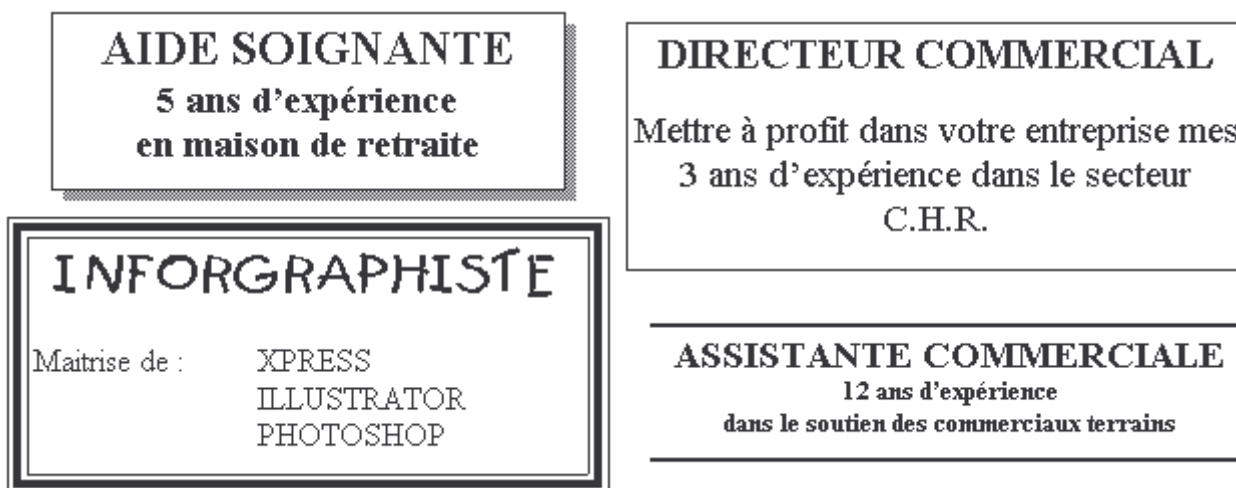 AIDE SOIGNANTE
5 ans d'expérience
en maison de retraite
DIRECTEUR COMMERCIAL
Mettre à profit dans votre entreprise mes
3 ans d'expérience dans le secteur
C.H.R.
INFORGRAPHISTE
Maitrise de : XPRESS
ILLUSTRATOR
PHOTOSHOP
ASSISTANTE COMMERCIALE
12 ans d'expérience
dans le soutien des commerciaux terrains